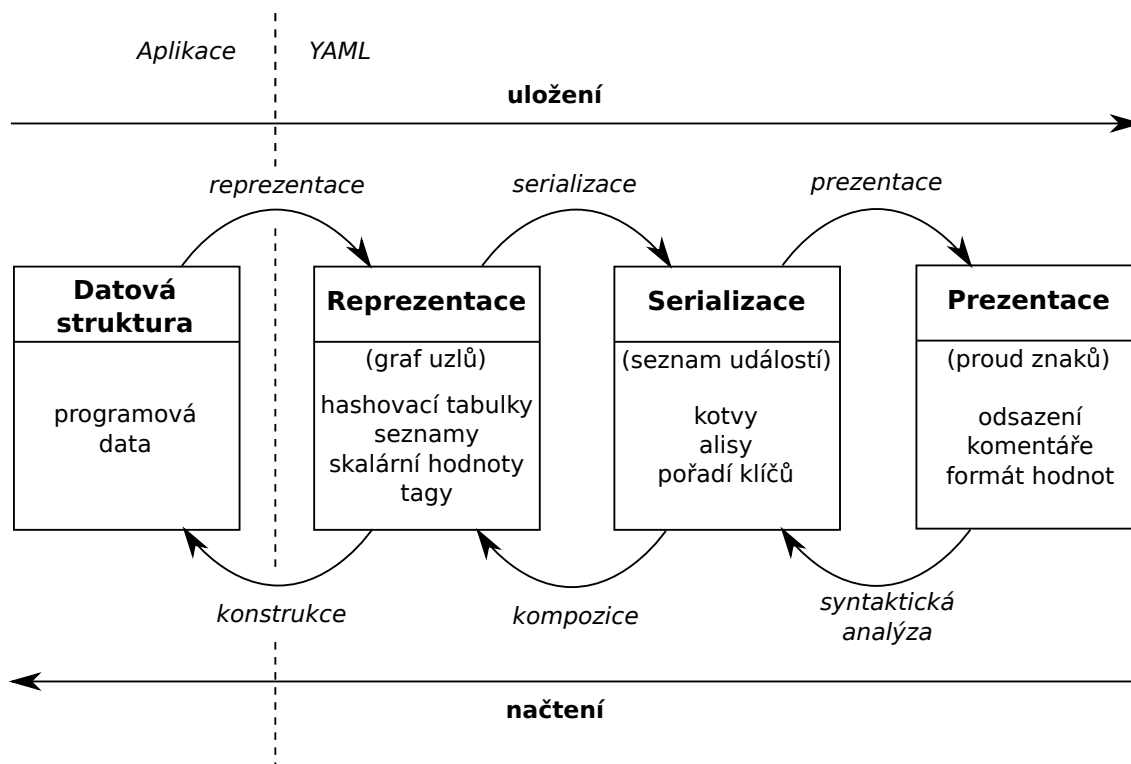 Aplikace
YAML
uložení
reprezentace
serializace
prezentace
Datová
struktura
programová
data
Reprezentace
(graf uzlů)
hashovací tabulky
seznamy
skalární hodnoty
tagy
Serializace
(seznam událostí)
kotvy
alisy
pořadí klíčů
Prezentace
(proud znaků)
odsazení
komentáře
formát hodnot
konstrukce
kompozice
syntaktická
analýza
načtení